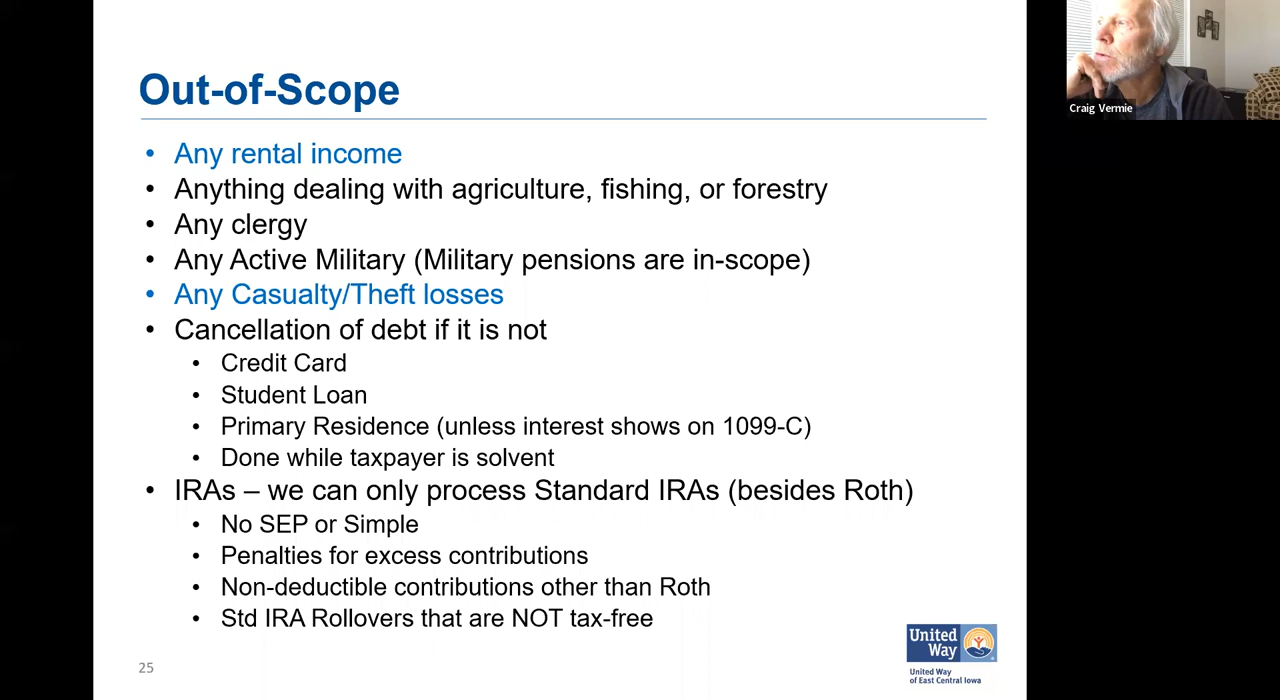 Out-of-Scope
• Any rental income
• Anything dealing with agriculture, fishing, or forestry
• Any clergy
• Any Active Military (Military pensions are in-scope)
• Any Casualty/Theft losses
• Cancellation of debt if it is not
• Credit Card
• Student Loan
• Primary Residence (unless interest shows on 1099-C)
• Done while taxpayer is solvent
• IRAs – we can only process Standard IRAs (besides Roth)
• No SEP or Simple
• Penalties for excess contributions
• Non-deductible contributions other than Roth
• Std IRA Rollovers that are NOT tax-free
25
United
Way
United Way
of East Central Iowa
Craig Vermie